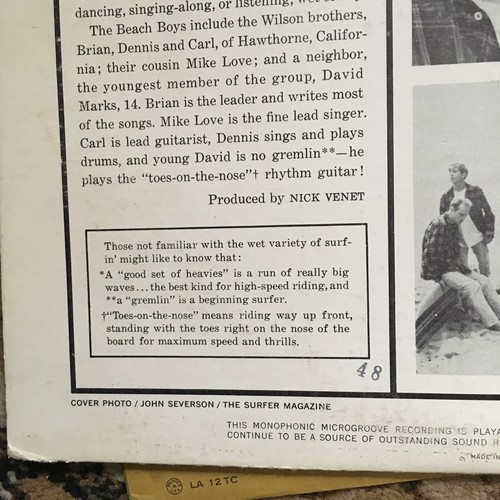 dancing, singing-along, or listening,
The Beach Boys include the Wilson brothers,
Brian, Dennis and Carl, of Hawthorne, Califor-
nia; their cousin Mike Love; and a neighbor,
the youngest member of the group, David
Marks, 14. Brian is the leader and writes most
of the songs. Mike Love is the fine lead singer.
Carl is lead guitarist, Dennis sings and plays
drums, and young David is no gremlin**—he
plays the “toes-on-the-nose”† rhythm guitar!
Produced by NICK VENET
Those not familiar with the wet variety of surf-
in' might like to know that:
*A “good set of heavies” is a run of really big
waves...the best kind for high-speed riding, and
**a “gremlin” is a beginning surfer.
†“Toes-on-the-nose” means riding way up front,
standing with the toes right on the nose of the
board for maximum speed and thrills.
48
COVER PHOTO / JOHN SEVERSON / THE SURFER MAGAZINE
THIS MONOPHONIC MICROGROOVE RECORDING IS PLAYA
CONTINUE TO BE A SOURCE OF OUTSTANDING SOUND R
MADE IN
LA 12TC